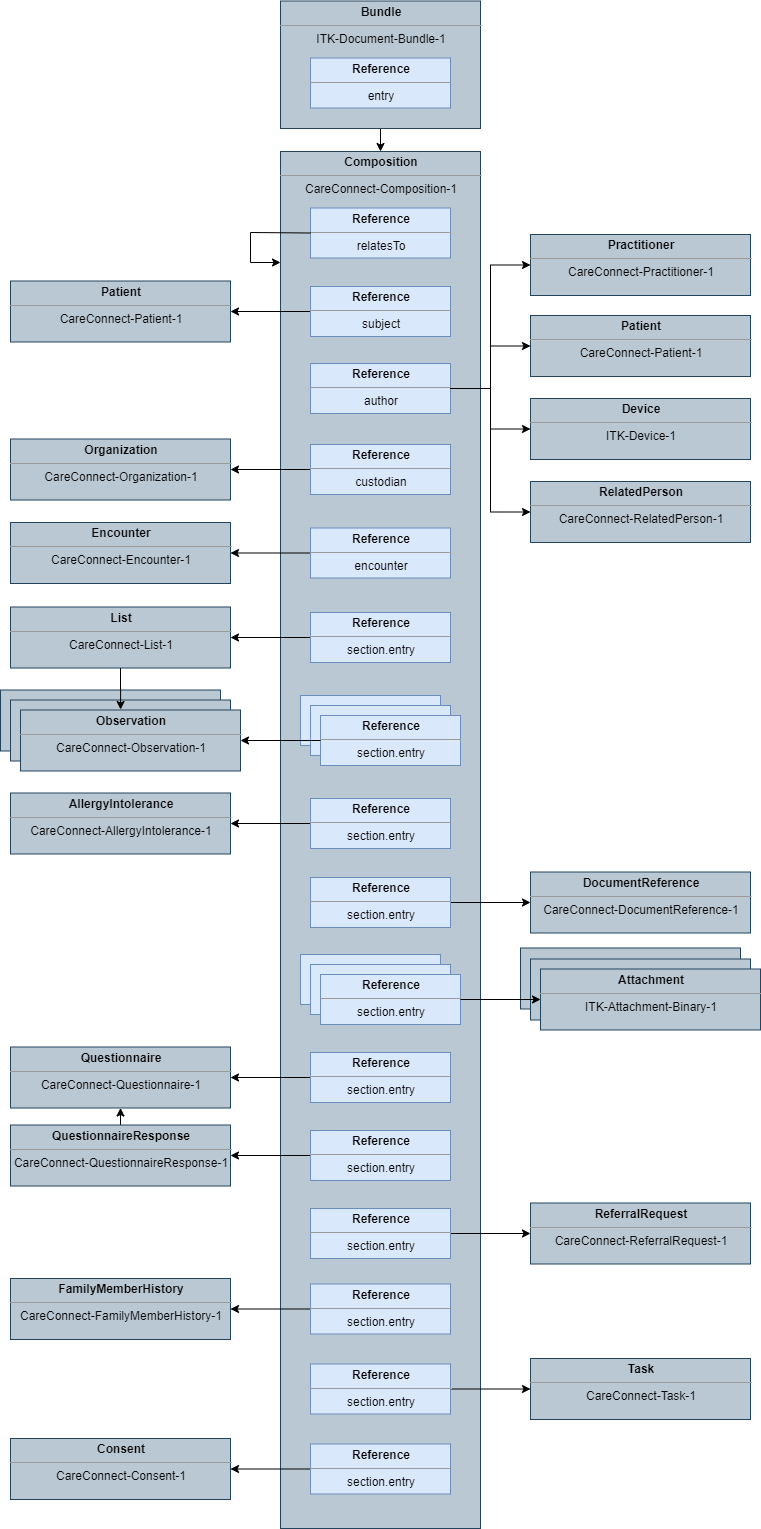 Bundle
ITK-Document-Bundle-1
Reference
entry
Composition
CareConnect-Composition-1
Reference
relatesTo
Practitioner
CareConnect-Practitioner-1
Patient
CareConnect-Patient-1
Reference
subject
Patient
CareConnect-Patient-1
Reference
author
Device
ITK-Device-1
Organization
CareConnect-Organization-1
Reference
custodian
RelatedPerson
CareConnect-RelatedPerson-1
Encounter
CareConnect-Encounter-1
Reference
encounter
List
CareConnect-List-1
Reference
section.entry
Observation
CareConnect-Observation-1
Reference
section.entry
AllergyIntolerance
CareConnect-AllergyIntolerance-1
Reference
section.entry
Reference
section.entry
DocumentReference
CareConnect-DocumentReference-1
Reference
section.entry
Attachment
ITK-Attachment-Binary-1
Questionnaire
CareConnect-Questionnaire-1
Reference
section.entry
QuestionnaireResponse
CareConnect-QuestionnaireResponse-1
Reference
section.entry
Reference
section.entry
ReferralRequest
CareConnect-ReferralRequest-1
FamilyMemberHistory
CareConnect-FamilyMemberHistory-1
Reference
section.entry
Reference
section.entry
Task
CareConnect-Task-1
Consent
CareConnect-Consent-1
Reference
section.entry